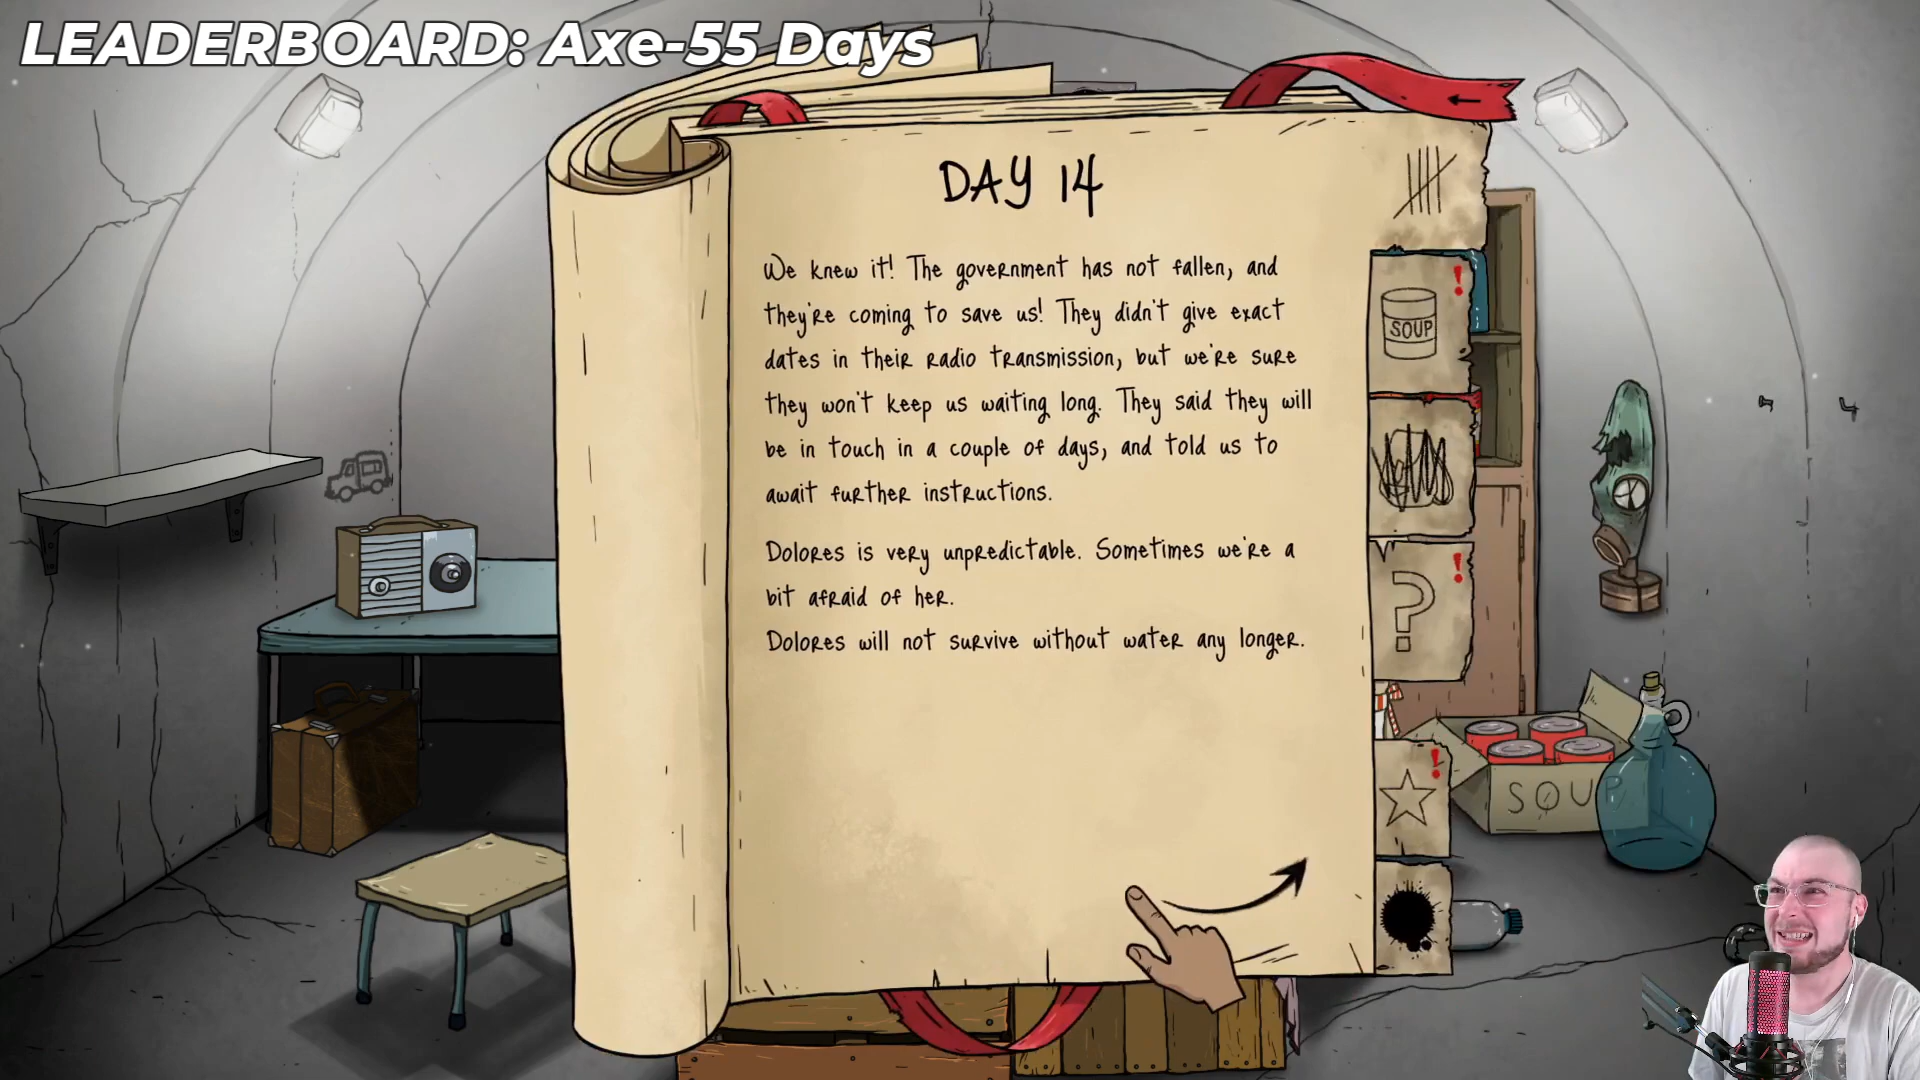 LEADERBOARD: Axe-55 Days
DAY 14
We knew it! The government has not fallen, and
they're coming to save us! They didn't give exact
dates in their radio transmission, but we're sure
they won't keep us waiting long. They said they will
be in touch in a couple of days, and told us to
await further instructions.
Dolores is very unpredictable. Sometimes we're a
bit afraid of her.
Dolores will not survive without water any longer.
!
SOUP
!
?
!
SOUP